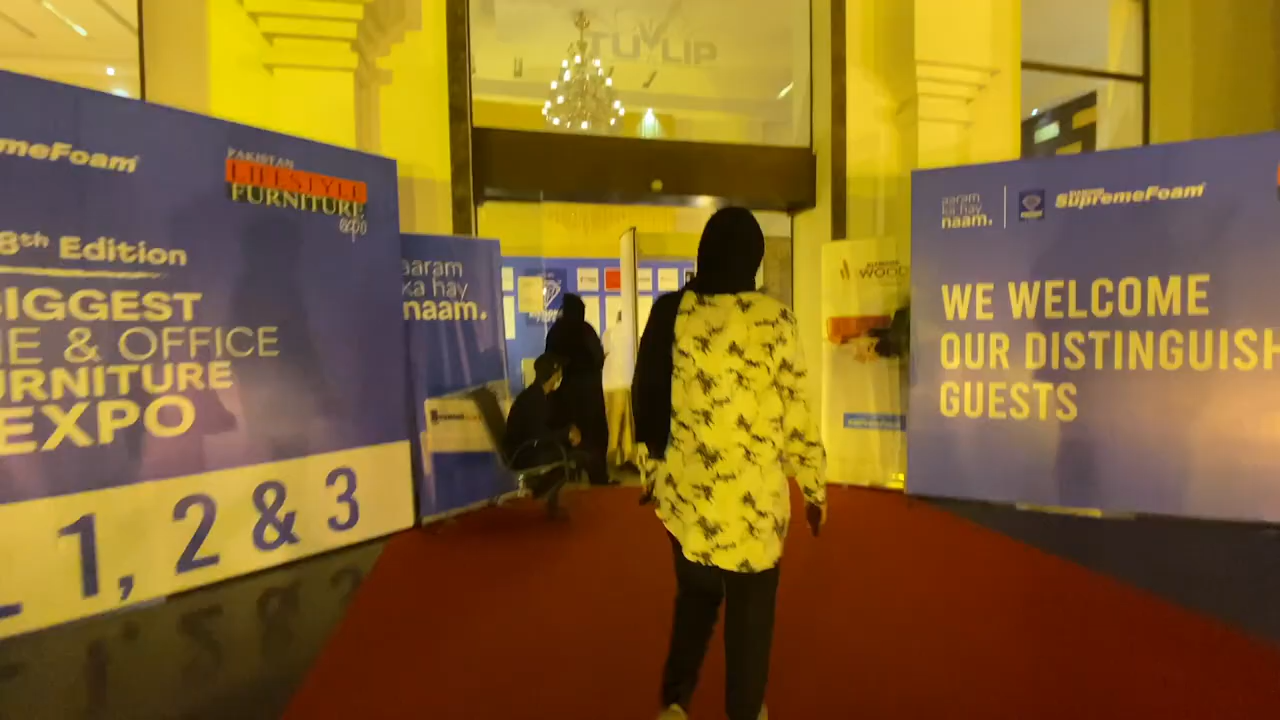 TULIP
meFoam
PAKISTAN
LIFESTYLE
FURNITURE
expo
8th Edition
BIGGEST
E & OFFICE
URNITURE
EXPO
1, 2 & 3
aaram
ka hay
naam.
WOOD
aaram
ka hay
naam.
SupremeFoam
WE WELCOME
OUR DISTINGUISH
GUESTS